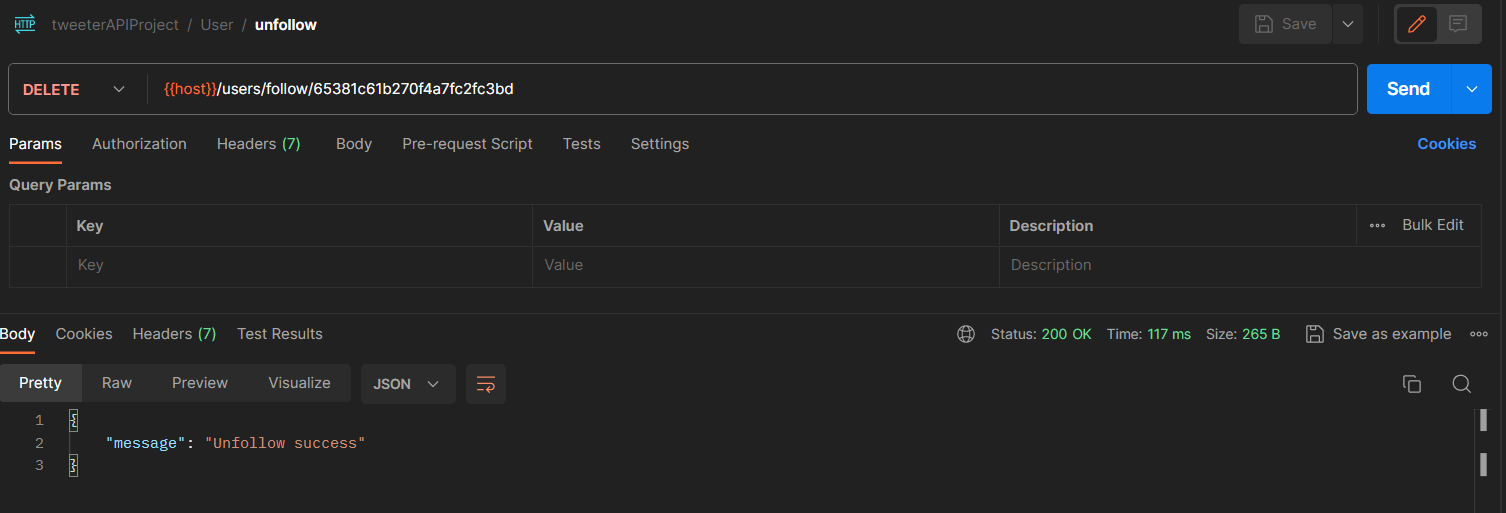 HTTP tweeterAPIProject / User / unfollow Save
DELETE {{host}}/users/follow/65381c61b270f4a7fc2fc3bd Send
Params Authorization Headers (7) Body Pre-request Script Tests Settings Cookies
Query Params
Key Value Description Bulk Edit
Key Value Description
Body Cookies Headers (7) Test Results Status: 200 OK Time: 117 ms Size: 265 B Save as example
Pretty Raw Preview Visualize JSON
1 {
2 "message": "Unfollow success"
3 }